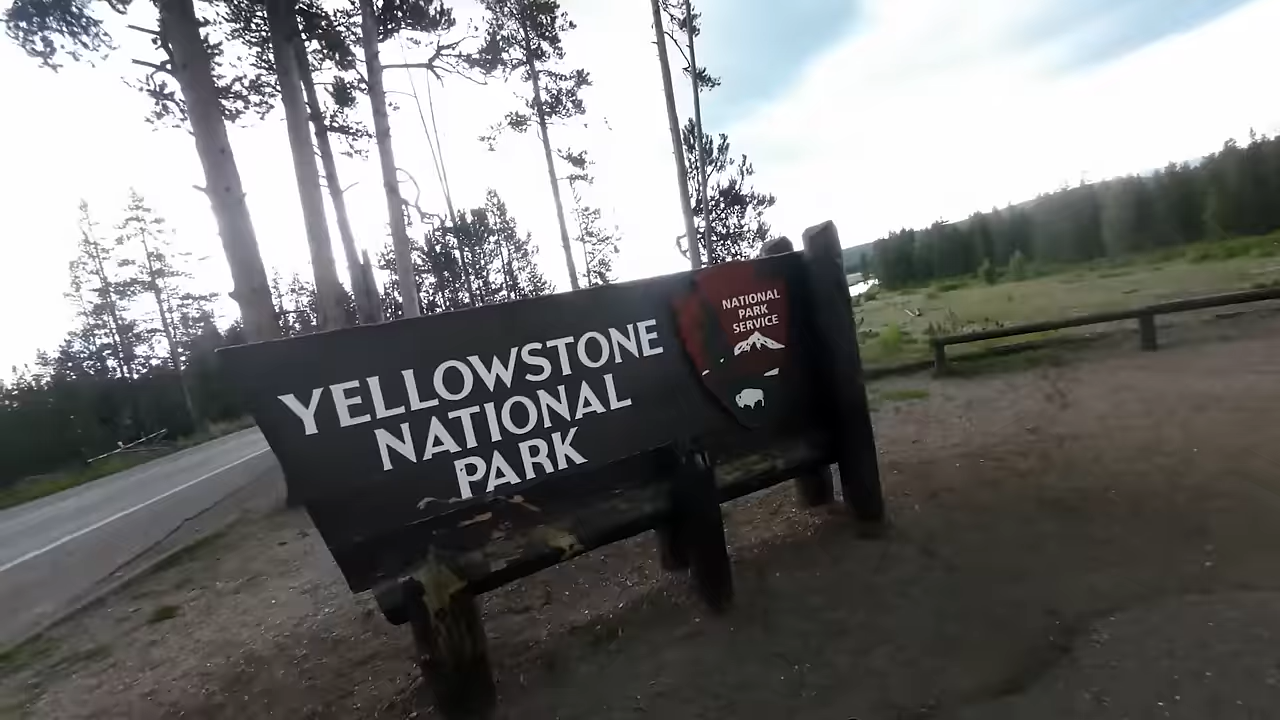 YELLOWSTONE
NATIONAL
PARK
NATIONAL
PARK
SERVICE